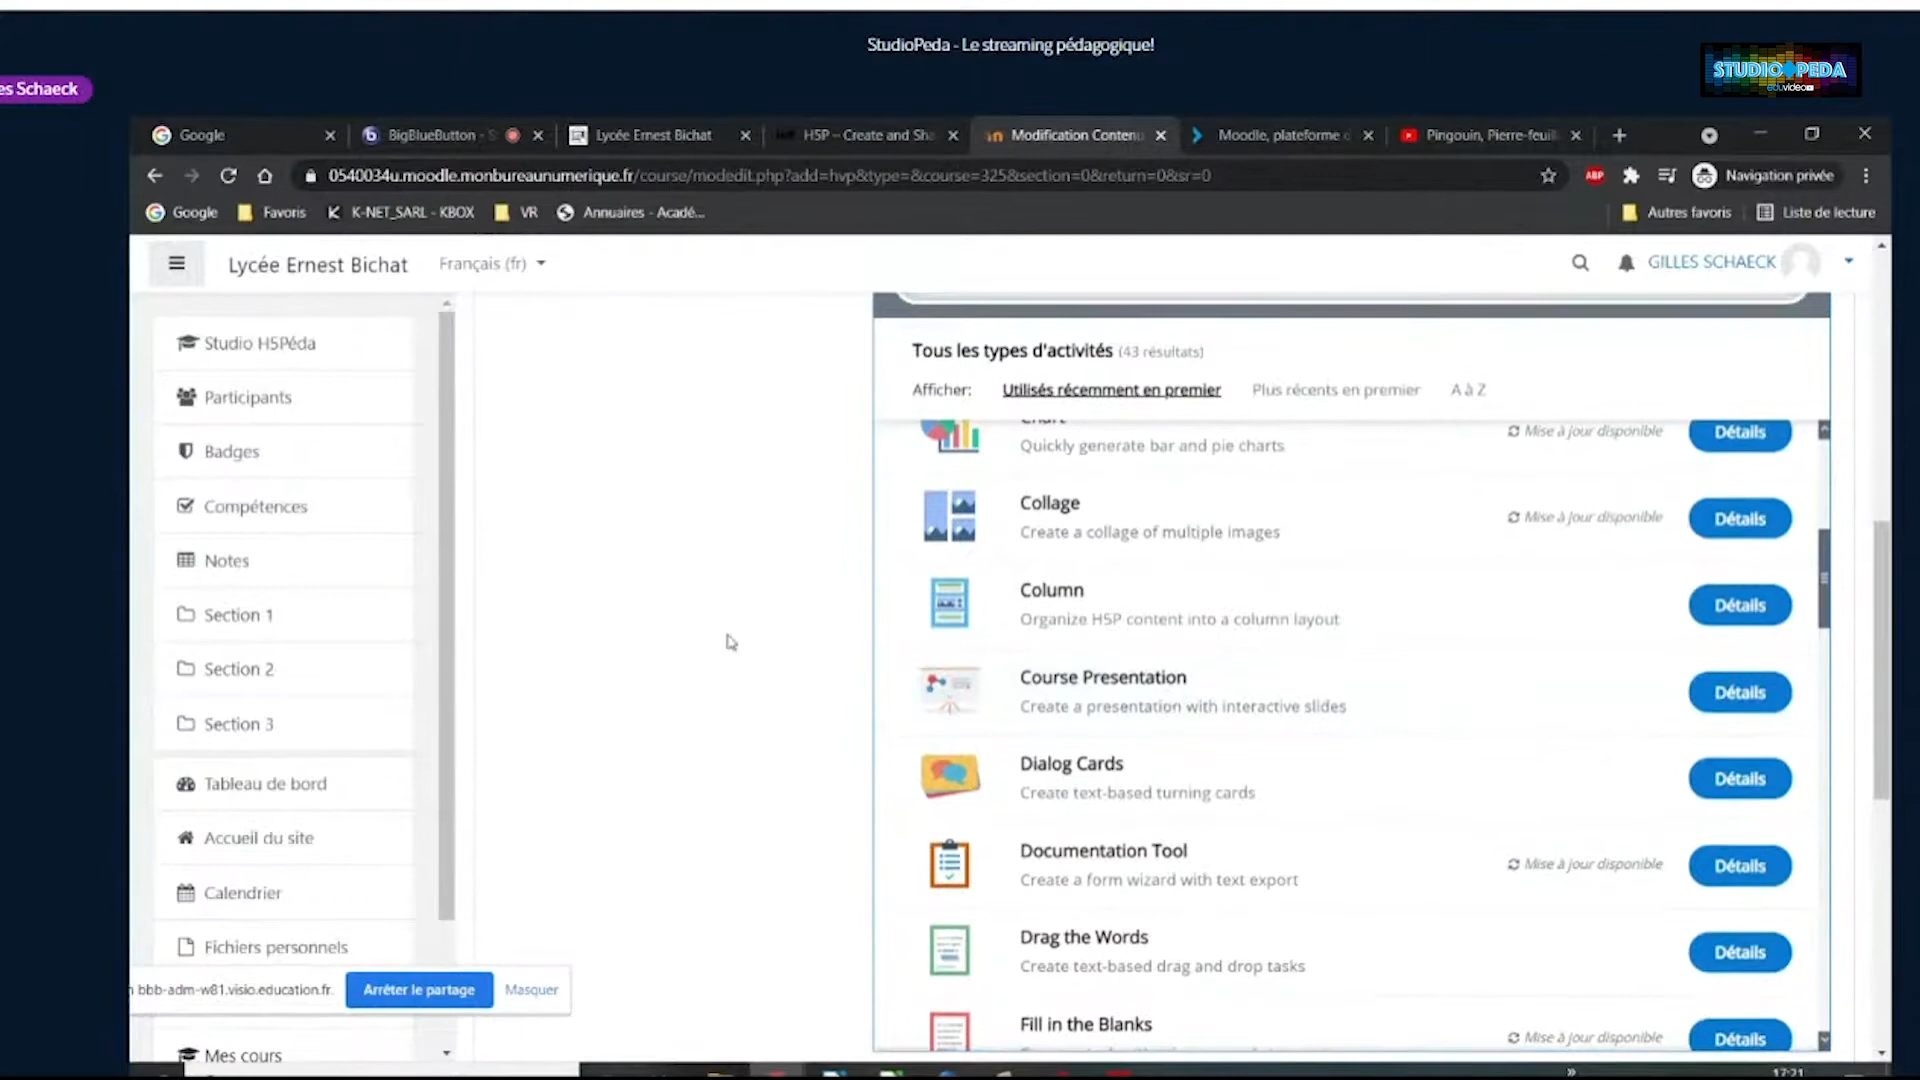 StudioPeda - Le streaming pédagogique!
STUDIO PEDA
eduvideo
es Schaeck
Google
BigBlueButton - S
Lycée Ernest Bichat
H5P – Create and Sha
Modification Contenu
Moodle, plateforme
Pingouin, Pierre-feuil
0540034u.moodle.monbureaunumerique.fr/course/modedit.php?add=hvp&type=&course=325&section=0&return=0&sr=0
ABP
Navigation privée
Google
Favoris
K-NET_SARL - KBOX
VR
Annuaires - Acadé...
Autres favoris
Liste de lecture
Lycée Ernest Bichat
Français (fr)
GILLES SCHAECK
Studio H5Péda
Participants
Badges
Compétences
Notes
Section 1
Section 2
Section 3
Tableau de bord
Accueil du site
Calendrier
Fichiers personnels
bbb-adm-w81.visio.education.fr.
Arrêter le partage
Masquer
Mes cours
Tous les types d'activités (43 résultats)
Afficher: Utilisés récemment en premier Plus récents en premier A à Z
Chart
Quickly generate bar and pie charts
Mise à jour disponible
Détails
Collage
Create a collage of multiple images
Mise à jour disponible
Détails
Column
Organize H5P content into a column layout
Détails
Course Presentation
Create a presentation with interactive slides
Détails
Dialog Cards
Create text-based turning cards
Détails
Documentation Tool
Create a form wizard with text export
Mise à jour disponible
Détails
Drag the Words
Create text-based drag and drop tasks
Détails
Fill in the Blanks
Mise à jour disponible
Détails
17:21